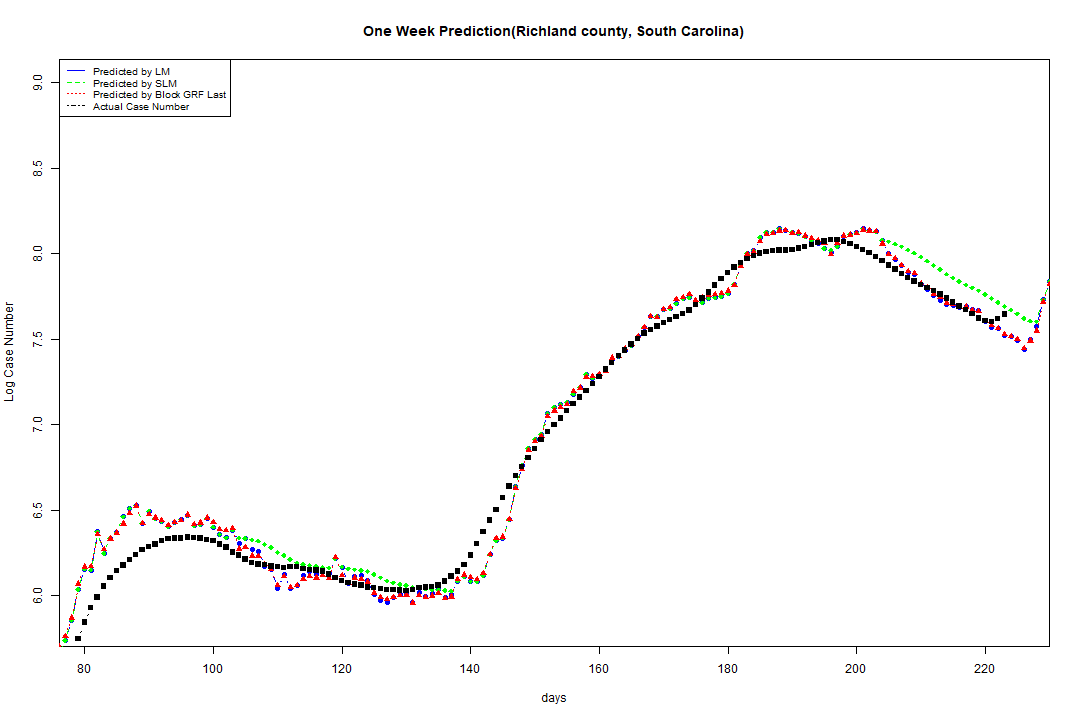 One Week Prediction(Richland county, South Carolina)
Predicted by LM
Predicted by SLM
Predicted by Block GRF Last
Actual Case Number
Log Case Number
9.0
8.5
8.0
7.5
7.0
6.5
6.0
80 100 120 140 160 180 200 220
days